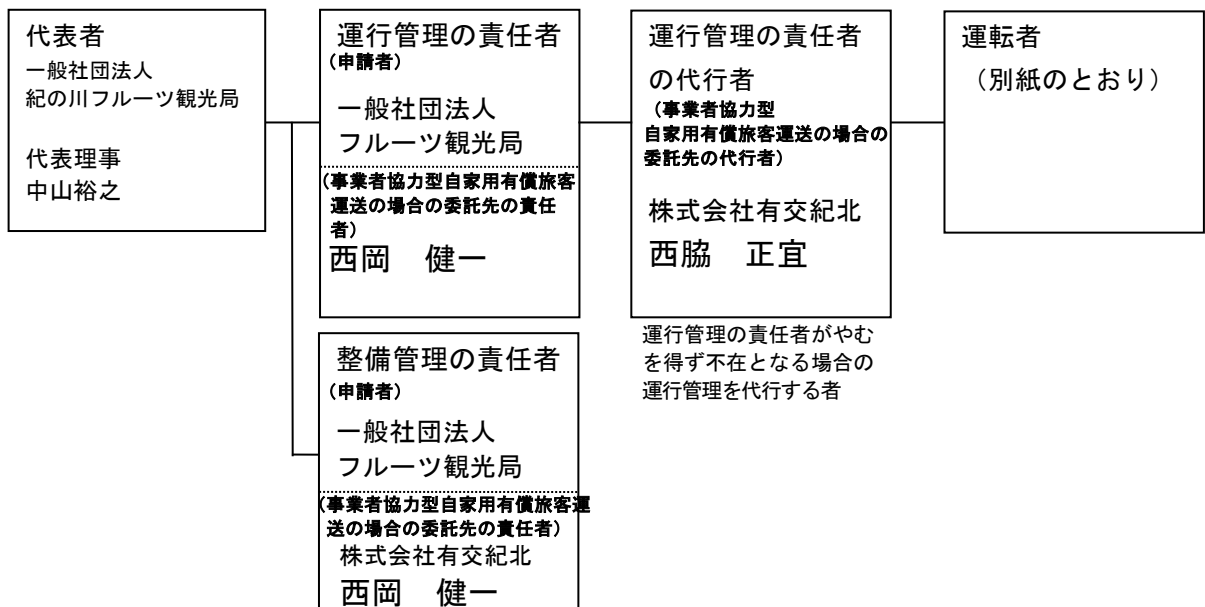 代表者
一般社団法人
紀の川フルーツ観光局
代表理事
中山裕之
運行管理の責任者
（申請者）
一般社団法人
フルーツ観光局
（事業者協力型自家用有償旅客
運送の場合の委託先の責任
者）
西岡　健一
運行管理の責任者
の代行者
（事業者協力型
自家用有償旅客運送の場合の
委託先の代行者）
株式会社有交紀北
西脇　正宜
運行管理の責任者がやむ
を得ず不在となる場合の
運行管理を代行する者
運転者
（別紙のとおり）
整備管理の責任者
（申請者）
一般社団法人
フルーツ観光局
（事業者協力型自家用有償旅客運
送の場合の委託先の責任者）
株式会社有交紀北
西岡　健一